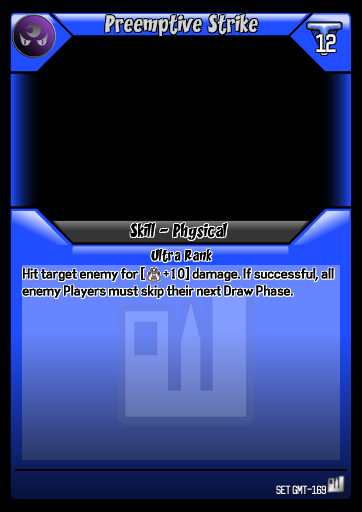 Preemptive Strike
12
Skill - Physical
Ultra Rank
Hit target enemy for [ +10] damage. If successful, all
enemy Players must skip their next Draw Phase.
SET GMT-169